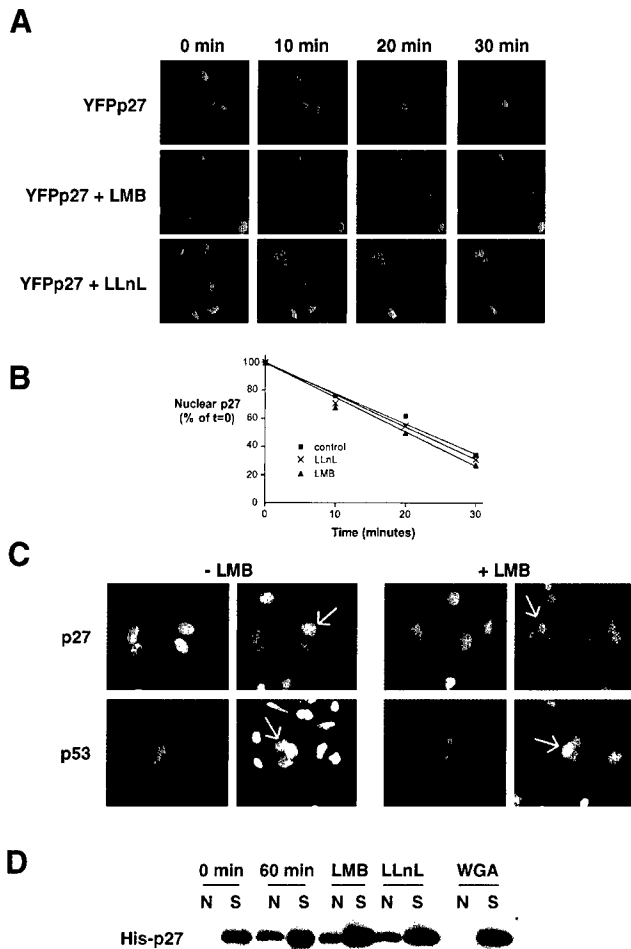 A
0 min 10 min 20 min 30 min
YFPp27
YFPp27 + LMB
YFPp27 + LLnL
B
Nuclear p27
(% of t=0)
100
80
60
40
20
0
control
LLnL
LMB
0 10 20 30
Time (minutes)
C
- LMB + LMB
p27
p53
D
0 min 60 min LMB LLnL WGA
N S N S N S N S N S
His-p27